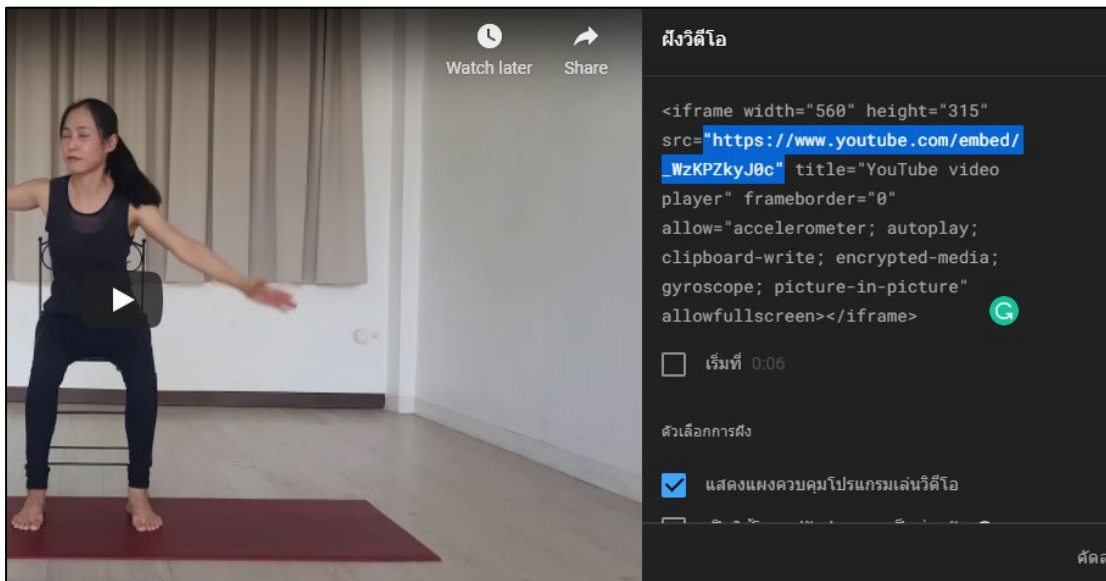 Watch later
Share
ฝังวิดีโอ
<iframe width="560" height="315"
src="https://www.youtube.com/embed/
_WzKPZkyJ0c" title="YouTube video
player" frameborder="0"
allow="accelerometer; autoplay;
clipboard-write; encrypted-media;
gyroscope; picture-in-picture"
allowfullscreen></iframe>
เริ่มที่ 0:06
ตัวเลือกการฝัง
แสดงแผงควบคุมโปรแกรมเล่นวิดีโอ